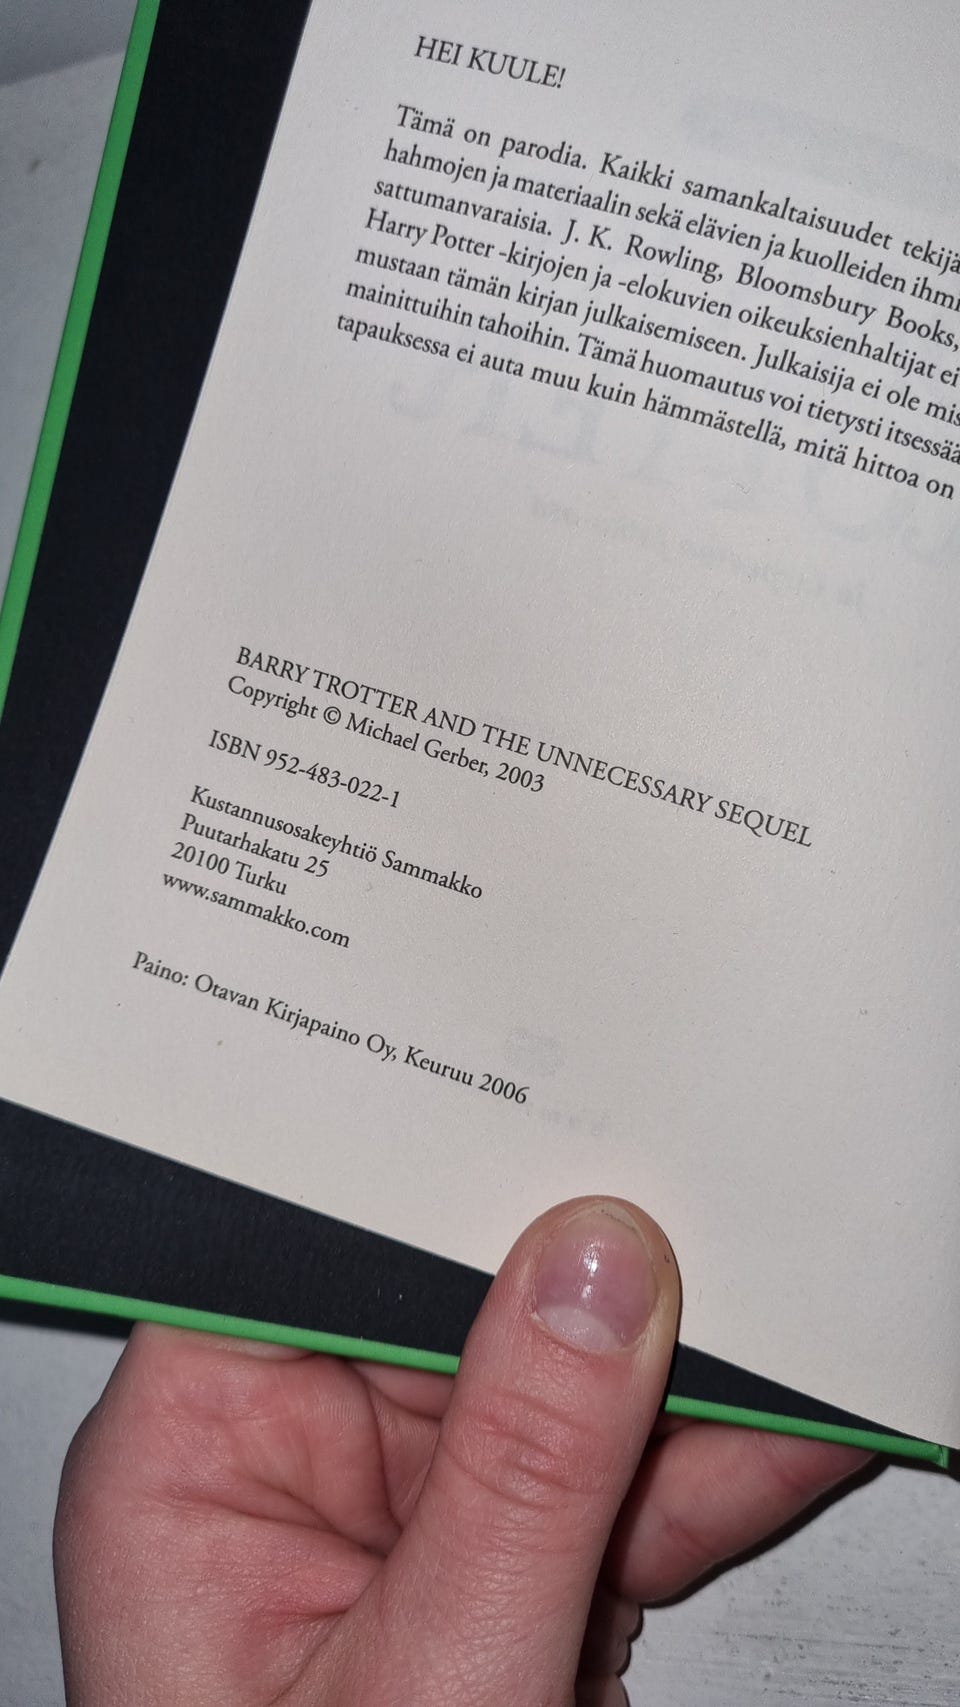 HEI KUULE!
Tämä on parodia. Kaikki samankaltaisuudet
hahmojen ja materiaalin sekä elävien ja kuolleiden
sattumanvaraisia. J. K. Rowling, Bloomsbury Books,
Harry Potter -kirjojen ja -elokuvien oikeuksienhaltijat ei
mustaan tämän kirjan julkaisemiseen. Julkaisija ei ole
mainittuihin tahoihin. Tämä huomautus voi tietysti
tapauksessa ei auta muu kuin hämmästellä, mitä hittoa on
BARRY TROTTER AND THE UNNECESSARY SEQUEL
Copyright © Michael Gerber, 2003
ISBN 952-483-022-1
Kustannusosakeyhtiö Sammakko
Puutarhakatu 25
20100 Turku
www.sammakko.com
Paino: Otavan Kirjapaino Oy, Keuruu 2006